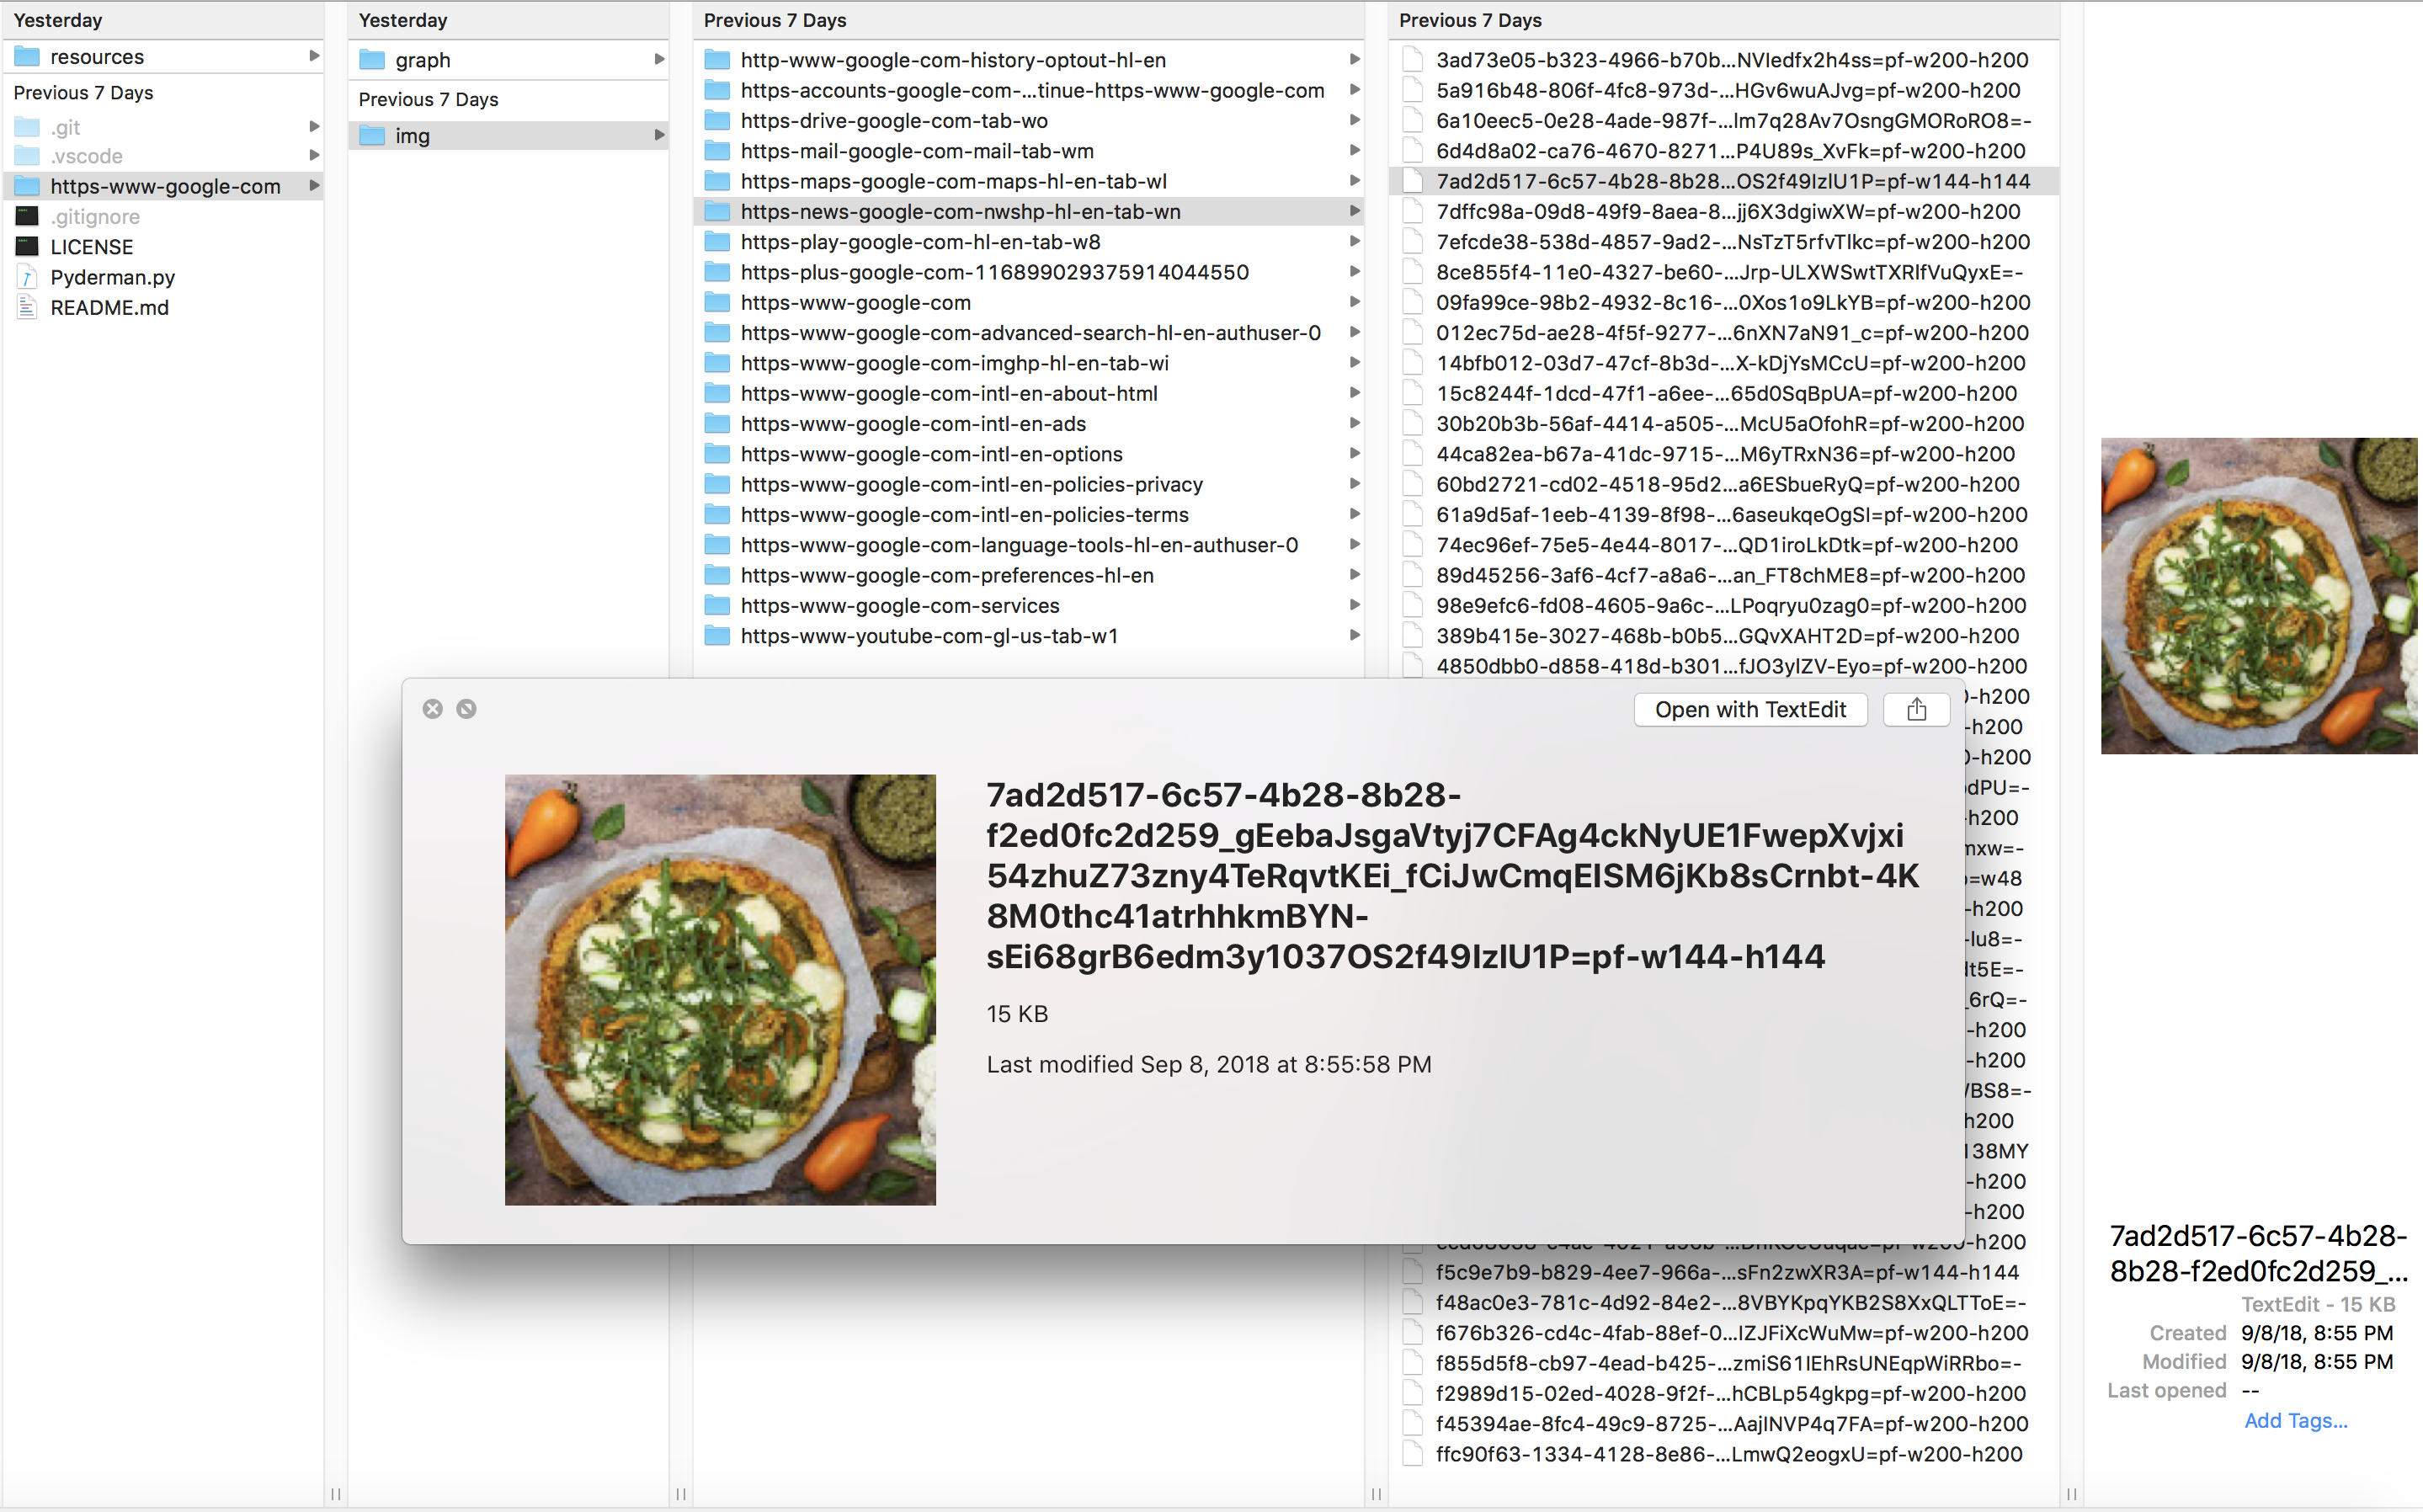 Yesterday
resources
Previous 7 Days
.git
.vscode
https-www-google-com
.gitignore
LICENSE
Pyderman.py
README.md
Yesterday
graph
Previous 7 Days
img
Previous 7 Days
http-www-google-com-history-optout-hl-en
https-accounts-google-com-...tinue-https-www-google-com
https-drive-google-com-tab-wo
https-mail-google-com-mail-tab-wm
https-maps-google-com-maps-hl-en-tab-wl
https-news-google-com-nwshp-hl-en-tab-wn
https-play-google-com-hl-en-tab-w8
https-plus-google-com-116899029375914044550
https-www-google-com
https-www-google-com-advanced-search-hl-en-authuser-0
https-www-google-com-imghp-hl-en-tab-wi
https-www-google-com-intl-en-about-html
https-www-google-com-intl-en-ads
https-www-google-com-intl-en-options
https-www-google-com-intl-en-policies-privacy
https-www-google-com-intl-en-policies-terms
https-www-google-com-language-tools-hl-en-authuser-0
https-www-google-com-preferences-hl-en
https-www-google-com-services
https-www-youtube-com-gl-us-tab-w1
Previous 7 Days
3ad73e05-b323-4966-b70b...NVIedfx2h4ss=pf-w200-h200
5a916b48-806f-4fc8-973d-...HGv6wuAJvg=pf-w200-h200
6a10eec5-0e28-4ade-987f-...lm7q28Av7OsngGMORoRO8=-
6d4d8a02-ca76-4670-8271...P4U89s_XvFk=pf-w200-h200
7ad2d517-6c57-4b28-8b28...OS2f49IzlU1P=pf-w144-h144
7dffc98a-09d8-49f9-8aea-8...jj6X3dgiwXW=pf-w200-h200
7efcde38-538d-4857-9ad2-...NsTzT5rfvTlkc=pf-w200-h200
8ce855f4-11e0-4327-be60-...Jrp-ULXWSwtTXRlfVuQyxE=-
09fa99ce-98b2-4932-8c16-...0Xos1o9LkYB=pf-w200-h200
012ec75d-ae28-4f5f-9277-...6nXN7aN91_c=pf-w200-h200
14bfb012-03d7-47cf-8b3d-...X-kDjYsMCcU=pf-w200-h200
15c8244f-1dcd-47f1-a6ee-...65d0SqBpUA=pf-w200-h200
30b20b3b-56af-4414-a505-...McU5aOfohR=pf-w200-h200
44ca82ea-b67a-41dc-9715-...M6yTRxN36=pf-w200-h200
60bd2721-cd02-4518-95d2...a6ESbueRyQ=pf-w200-h200
61a9d5af-1eeb-4139-8f98-...6aseukqeOgSI=pf-w200-h200
74ec96ef-75e5-4e44-8017-...QD1iroLkDtk=pf-w200-h200
89d45256-3af6-4cf7-a8a6-...an_FT8chME8=pf-w200-h200
98e9efc6-fd08-4605-9a6c-...LPoqryu0zag0=pf-w200-h200
389b415e-3027-468b-b0b5...GQvXAHT2D=pf-w200-h200
4850dbb0-d858-418d-b301...fJO3yIZV-Eyo=pf-w200-h200
-h200
-h200
-h200
dPU=-
h200
mxw=-
=w48
-h200
-lu8=-
dt5E=-
_6rQ=-
-h200
-h200
/BS8=-
h200
138MY
-h200
-h200
-h200
f5c9e7b9-b829-4ee7-966a-...sFn2zwXR3A=pf-w144-h144
f48ac0e3-781c-4d92-84e2-...8VBYKpqYKB2S8XxQLTToE=-
f676b326-cd4c-4fab-88ef-0...IZJFiXcWuMw=pf-w200-h200
f855d5f8-cb97-4ead-b425-...zmiS61IEhRsUNEqpWiRRbo=-
f2989d15-02ed-4028-9f2f-...hCBLp54gkpg=pf-w200-h200
f45394ae-8fc4-49c9-8725-...AajINVP4q7FA=pf-w200-h200
ffc90f63-1334-4128-8e86-...LmwQ2eogxU=pf-w200-h200
Open with TextEdit
7ad2d517-6c57-4b28-8b28-
f2ed0fc2d259_gEebaJsgaVtyj7CFAg4ckNyUE1FwepXvjxi
54zhuZ73zny4TeRqvtKEi_fCiJwCmqEISM6jKb8sCrnbt-4K
8M0thc41atrhhkmBYN-
sEi68grB6edm3y1037OS2f49IzlU1P=pf-w144-h144
15 KB
Last modified Sep 8, 2018 at 8:55:58 PM
7ad2d517-6c57-4b28-
8b28-f2ed0fc2d259_...
TextEdit - 15 KB
Created 9/8/18, 8:55 PM
Modified 9/8/18, 8:55 PM
Last opened --
Add Tags...